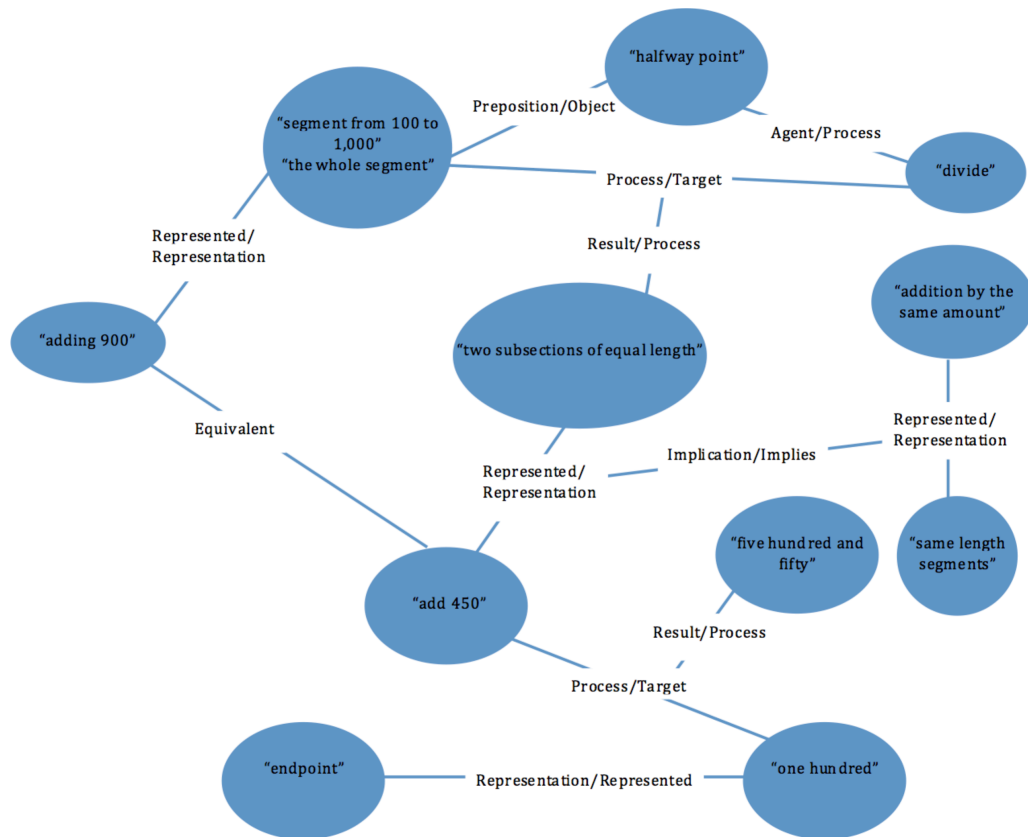 “halfway point”
Preposition/Object
“segment from 100 to
1,000”
“the whole segment”
Agent/Process
“divide”
Process/Target
Represented/
Representation
Result/Process
“addition by the
same amount”
“adding 900”
“two subsections of equal length”
Equivalent
Represented/
Representation
Implication/Implies
Represented/
Representation
“five hundred and
fifty”
“same length
segments”
“add 450”
Result/Process
Process/Target
“endpoint”
Representation/Represented
“one hundred”